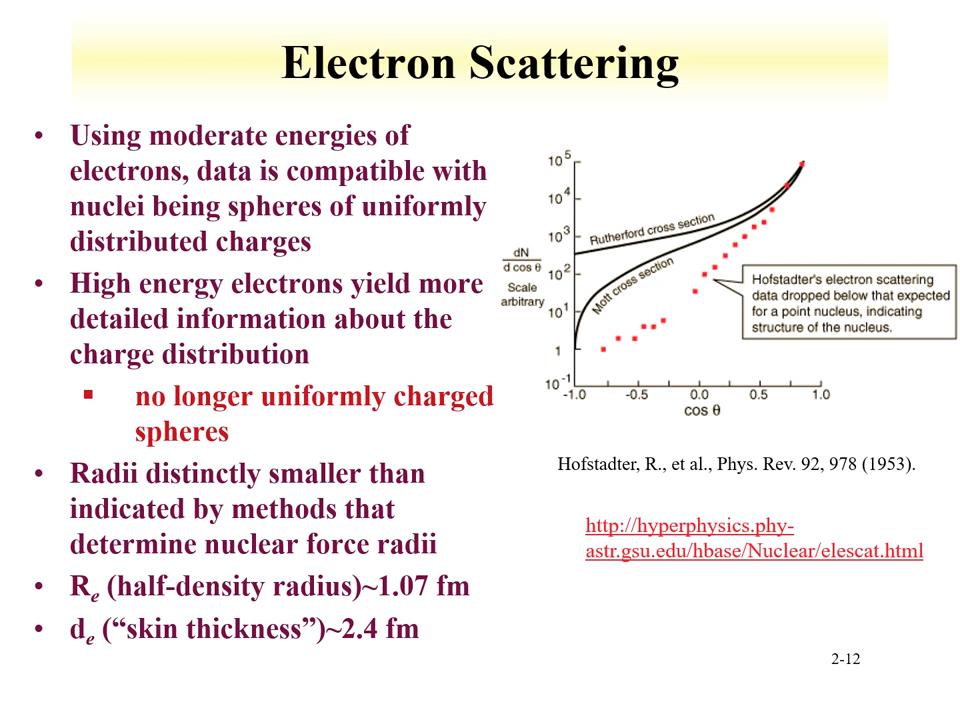 Electron Scattering
• Using moderate energies of
electrons, data is compatible with
nuclei being spheres of uniformly
distributed charges
• High energy electrons yield more
detailed information about the
charge distribution
▪ no longer uniformly charged
spheres
• Radii distinctly smaller than
indicated by methods that
determine nuclear force radii
• Re (half-density radius)~1.07 fm
• de (“skin thickness”)~2.4 fm
10 5
10 4
10 3
10 2
10 1
1
10 -1
dN
d cos θ
Scale
arbitrary
Rutherford cross section
Mott cross section
Hofstadter's electron scattering
data dropped below that expected
for a point nucleus, indicating
structure of the nucleus.
-1.0 -0.5 0.0 0.5 1.0
cos θ
Hofstadter, R., et al., Phys. Rev. 92, 978 (1953).
http://hyperphysics.phy-
astr.gsu.edu/hbase/Nuclear/elescat.html
2-12